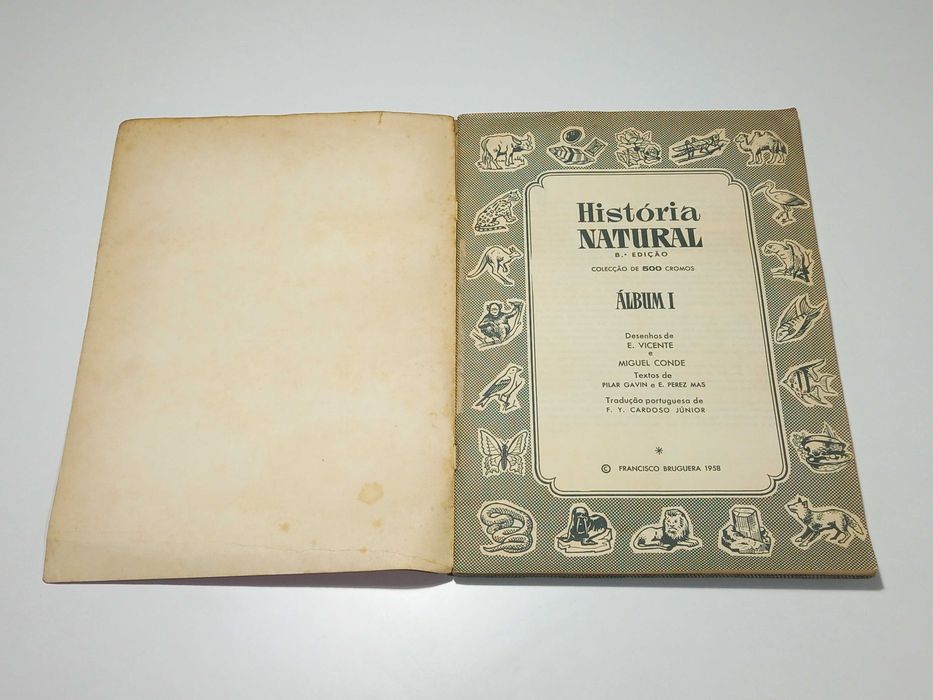 História
NATURAL
8.ª EDIÇÃO
COLECÇÃO DE 500 CROMOS
ÁLBUM I
Desenhos de
E. VICENTE
e
MIGUEL CONDE
Textos de
PILAR GAVIN e E. PEREZ MAS
Tradução portuguesa de
F. Y. CARDOSO JÚNIOR
*
© FRANCISCO BRUGUERA 1958